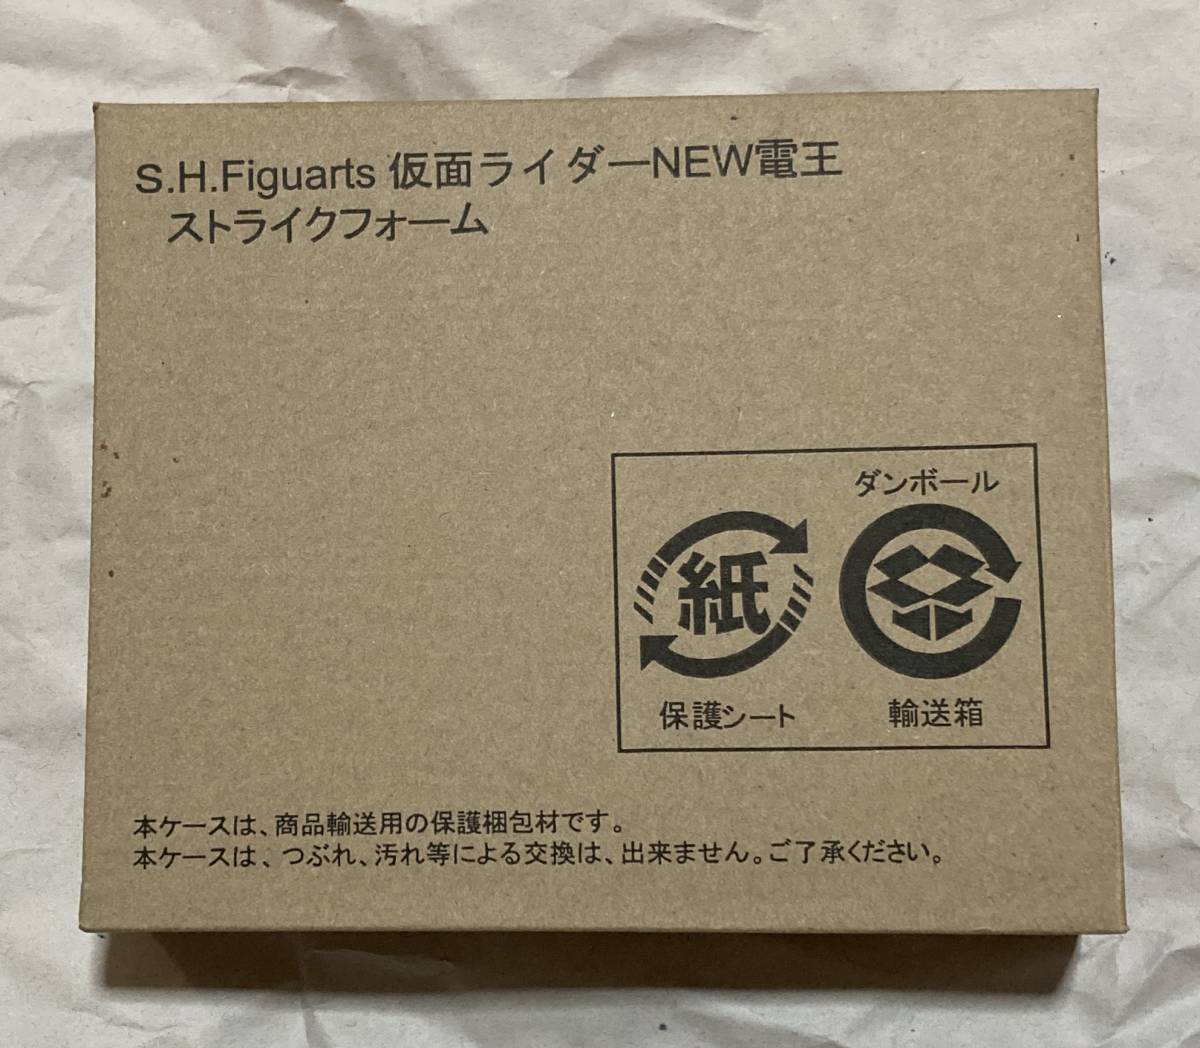 S.H.Figuarts 仮面ライダーNEW電王
ストライクフォーム
ダンボール
紙
保護シート
輸送箱
本ケースは、商品輸送用の保護梱包材です。
本ケースは、つぶれ、汚れ等による交換は、出来ません。ご了承ください。